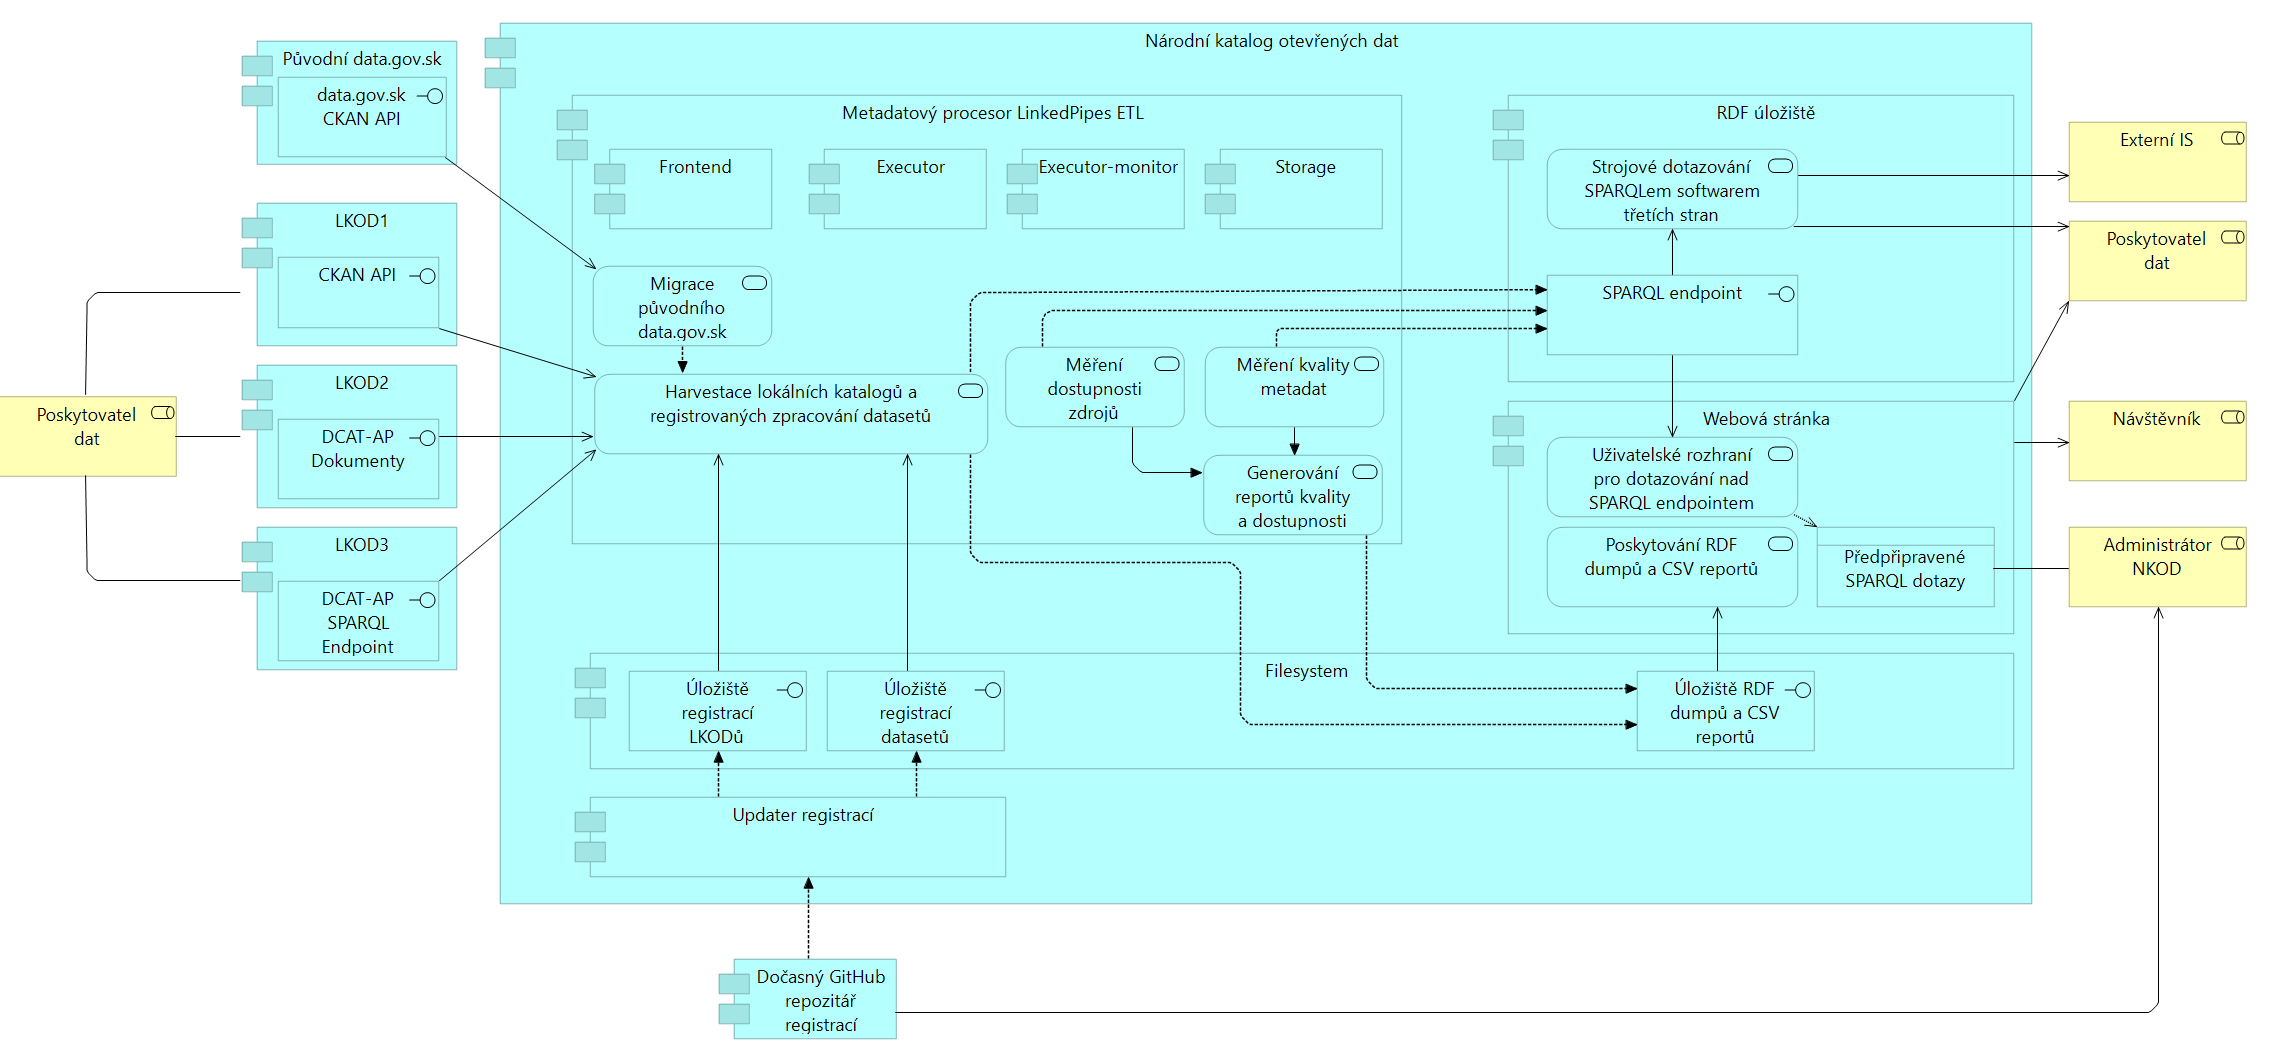 Národní katalog otevřených dat
Původní data.gov.sk
data.gov.sk
CKAN API
LKOD1
CKAN API
LKOD2
DCAT-AP
Dokumenty
LKOD3
DCAT-AP
SPARQL
Endpoint
Poskytovatel
dat
Metadatový procesor LinkedPipes ETL
Frontend
Executor
Executor-monitor
Storage
Migrace
původního
data.gov.sk
Harvestace lokálních katalogů a
registrovaných zpracování datasetů
Měření
dostupnosti
zdrojů
Měření kvality
metadat
Generování
reportů kvality
a dostupnosti
RDF úložiště
Strojové dotazování
SPARQLem softwarem
třetích stran
SPARQL endpoint
Webová stránka
Uživatelské rozhraní
pro dotazování nad
SPARQL endpointem
Poskytování RDF
dumpů a CSV reportů
Předpřipravené
SPARQL dotazy
Externí IS
Poskytovatel
dat
Návštěvník
Administrátor
NKOD
Filesystem
Úložiště
registrací
LKODů
Úložiště
registrací
datasetů
Úložiště RDF
dumpů a CSV
reportů
Updater registrací
Dočasný GitHub
repozitář
registrací